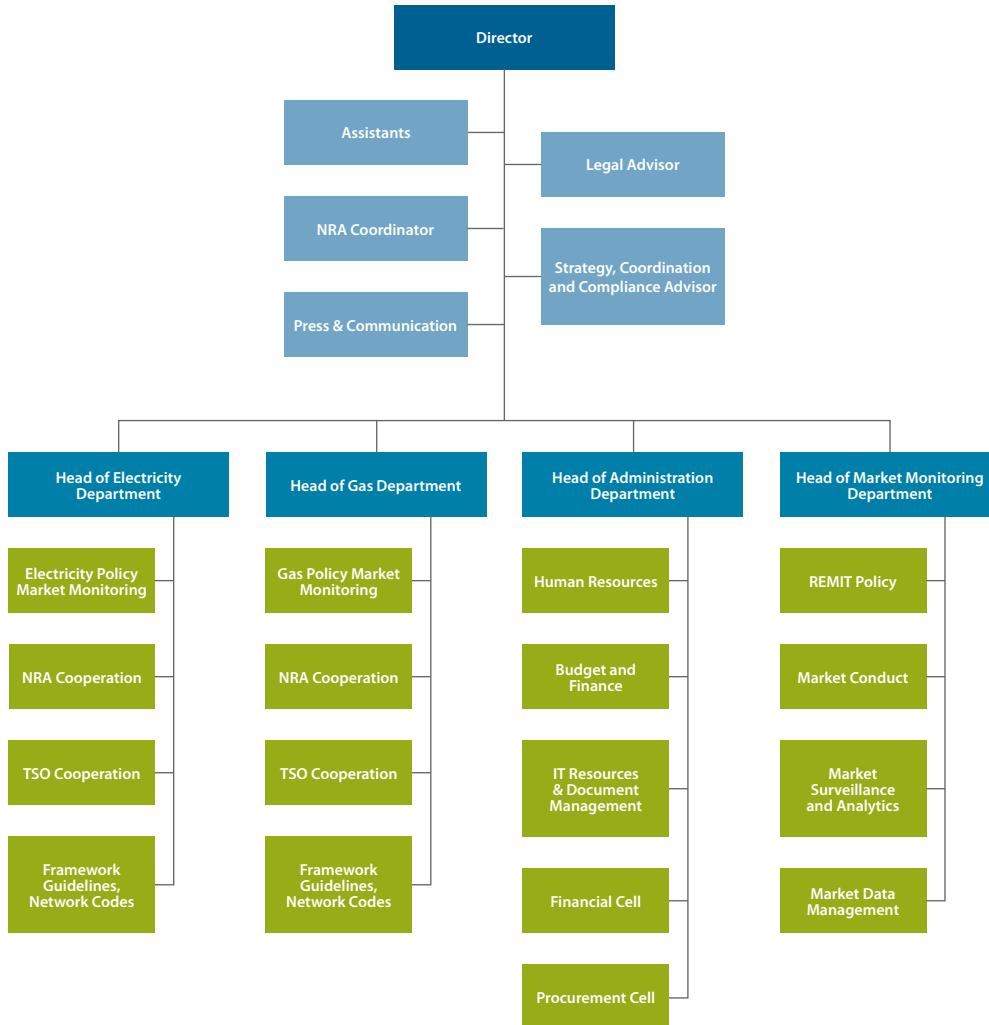 Director
Assistants
Legal Advisor
NRA Coordinator
Strategy, Coordination
and Compliance Advisor
Press & Communication
Head of Electricity
Department
Head of Gas Department
Head of Administration
Department
Head of Market Monitoring
Department
Electricity Policy
Market Monitoring
NRA Cooperation
TSO Cooperation
Framework
Guidelines,
Network Codes
Gas Policy Market
Monitoring
NRA Cooperation
TSO Cooperation
Framework
Guidelines,
Network Codes
Human Resources
Budget and
Finance
IT Resources
& Document
Management
Financial Cell
Procurement Cell
REMIT Policy
Market Conduct
Market
Surveillance
and Analytics
Market Data
Management